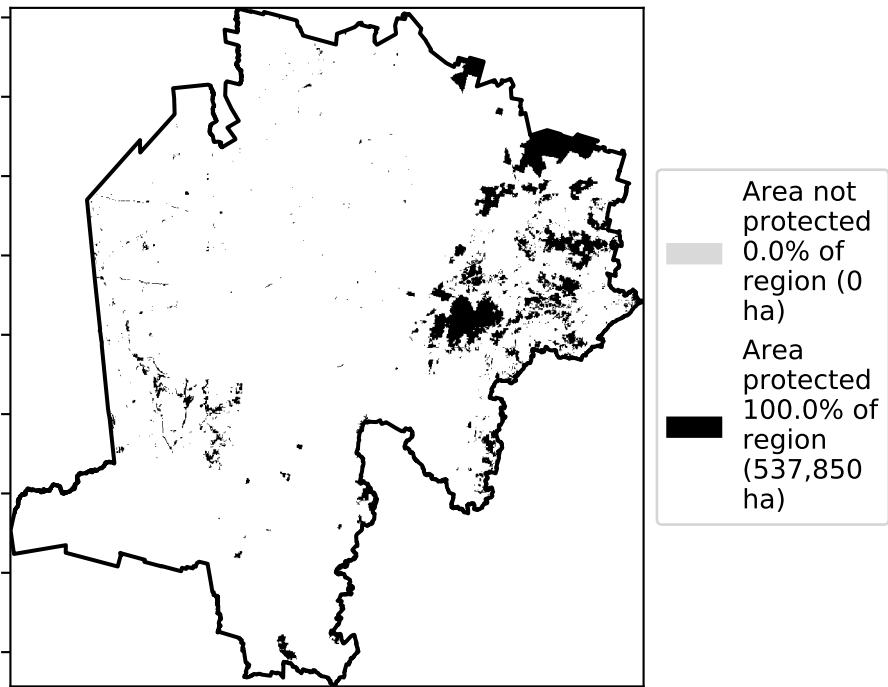 Area not
protected
0.0% of
region (0
ha)
Area
protected
100.0% of
region
(537,850
ha)